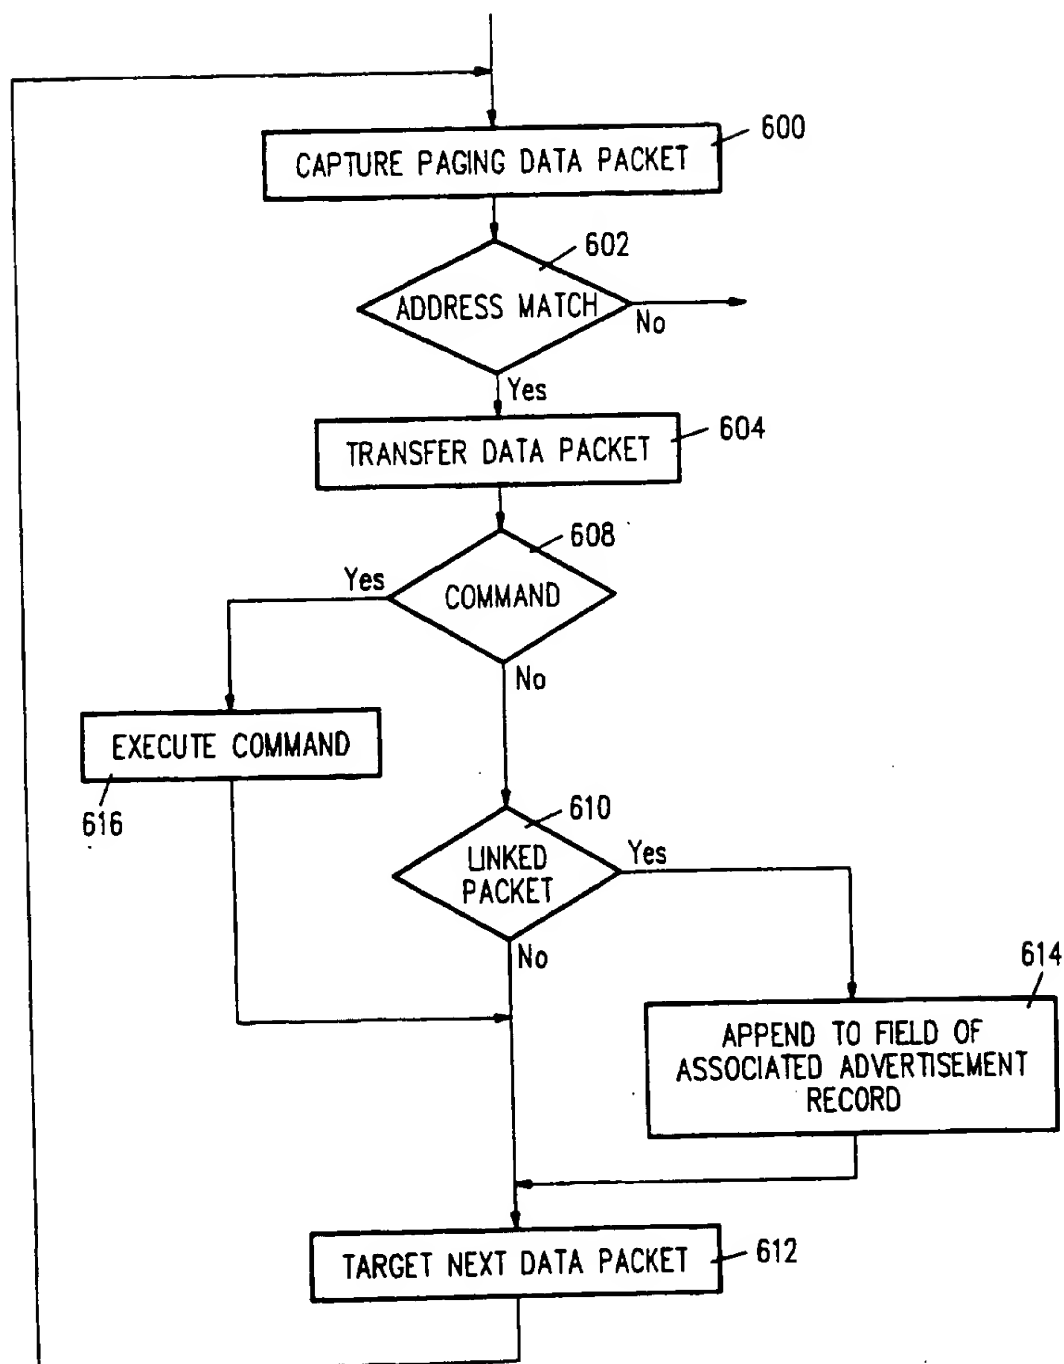 600
CAPTURE PAGING DATA PACKET
602
ADDRESS MATCH
No
Yes
604
TRANSFER DATA PACKET
608
Yes
COMMAND
No
EXECUTE COMMAND
616
610
LINKED
PACKET
Yes
No
614
APPEND TO FIELD OF
ASSOCIATED ADVERTISEMENT
RECORD
TARGET NEXT DATA PACKET
612